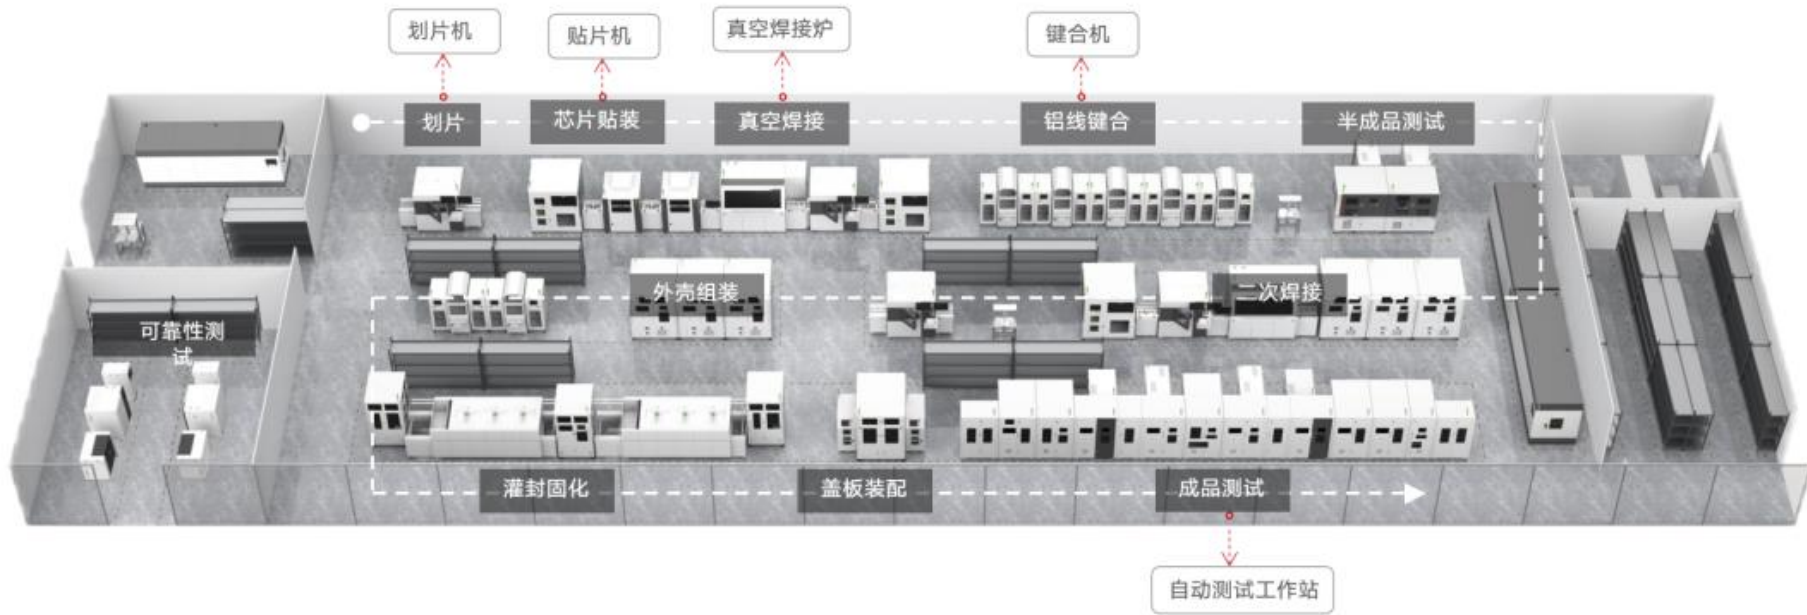 划片机
贴片机
真空焊接炉
键合机
划片
芯片贴装
真空焊接
铝线键合
半成品测试
外壳组装
二次焊接
可靠性测
试
灌封固化
盖板装配
成品测试
自动测试工作站